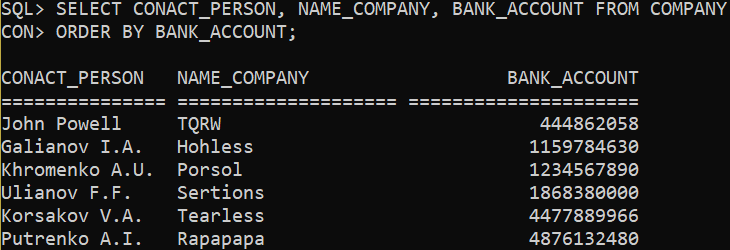 SQL> SELECT CONACT_PERSON, NAME_COMPANY, BANK_ACCOUNT FROM COMPANY
CON> ORDER BY BANK_ACCOUNT;
CONACT_PERSON NAME_COMPANY BANK_ACCOUNT
=============== ==================== =====================
John Powell TQRW 444862058
Galianov I.A. Hohless 1159784630
Khromenko A.U. Porsol 1234567890
Ulianov F.F. Sertions 1868380000
Korsakov V.A. Tearless 4477889966
Putrenko A.I. Rapapapa 4876132480